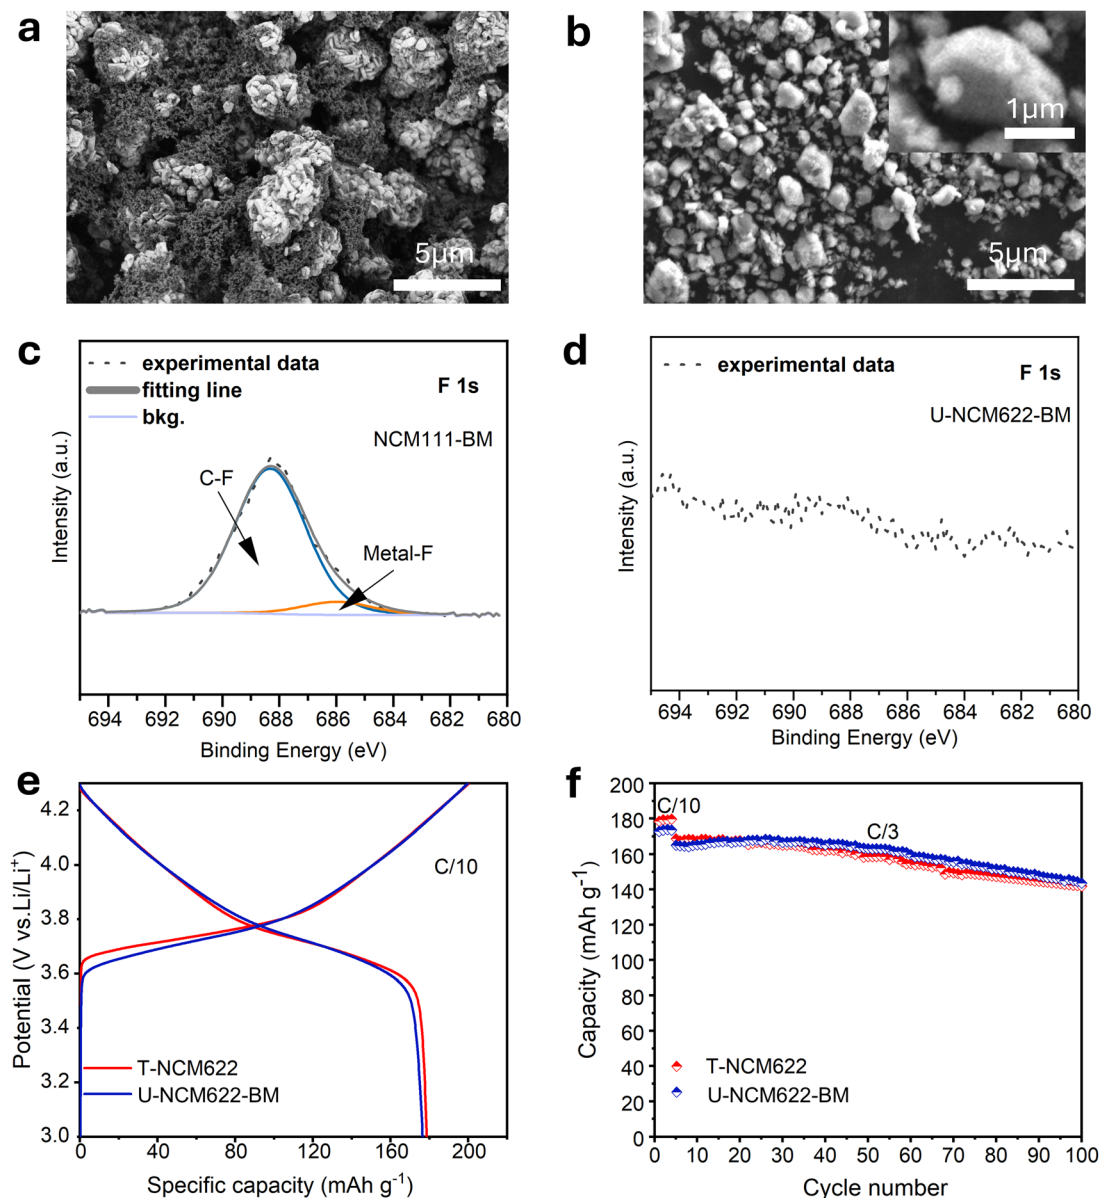 a
5µm
b
1µm
5µm
c
experimental data
fitting line
bkg.
F 1s
NCM111-BM
C-F
Metal-F
Intensity (a.u.)
694 692 690 688 686 684 682 680
Binding Energy (eV)
d
experimental data
F 1s
U-NCM622-BM
Intensity (a.u.)
694 692 690 688 686 684 682 680
Binding Energy (eV)
e
4.2
4.0
3.8
3.6
3.4
3.2
3.0
Potential (V vs.Li/Li⁺)
C/10
T-NCM622
U-NCM622-BM
0 40 80 120 160 200
Specific capacity (mAh g⁻¹)
f
200
180
160
140
120
100
80
60
40
20
0
Capacity (mAh g⁻¹)
C/10
C/3
T-NCM622
U-NCM622-BM
0 10 20 30 40 50 60 70 80 90 100
Cycle number